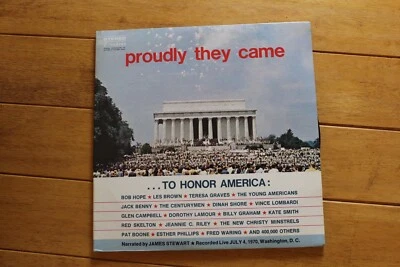 proudly they came
...TO HONOR AMERICA:
BOB HOPE ★ LES BROWN ★ TERESA GRAVES ★ THE YOUNG AMERICANS
JACK BENNY ★ THE CENTURYMEN ★ DINAH SHORE ★ VINCE LOMBARDI
GLEN CAMPBELL ★ DOROTHY LAMOUR ★ BILLY GRAHAM ★ KATE SMITH
RED SKELTON ★ JEANNIE C. RILEY ★ THE NEW CHRISTY MINSTRELS
PAT BOONE ★ ESTHER PHILLIPS ★ FRED WARING ★ AND 400,000 OTHERS
Narrated by JAMES STEWART ★ Recorded Live JULY 4, 1970, Washington, D. C.